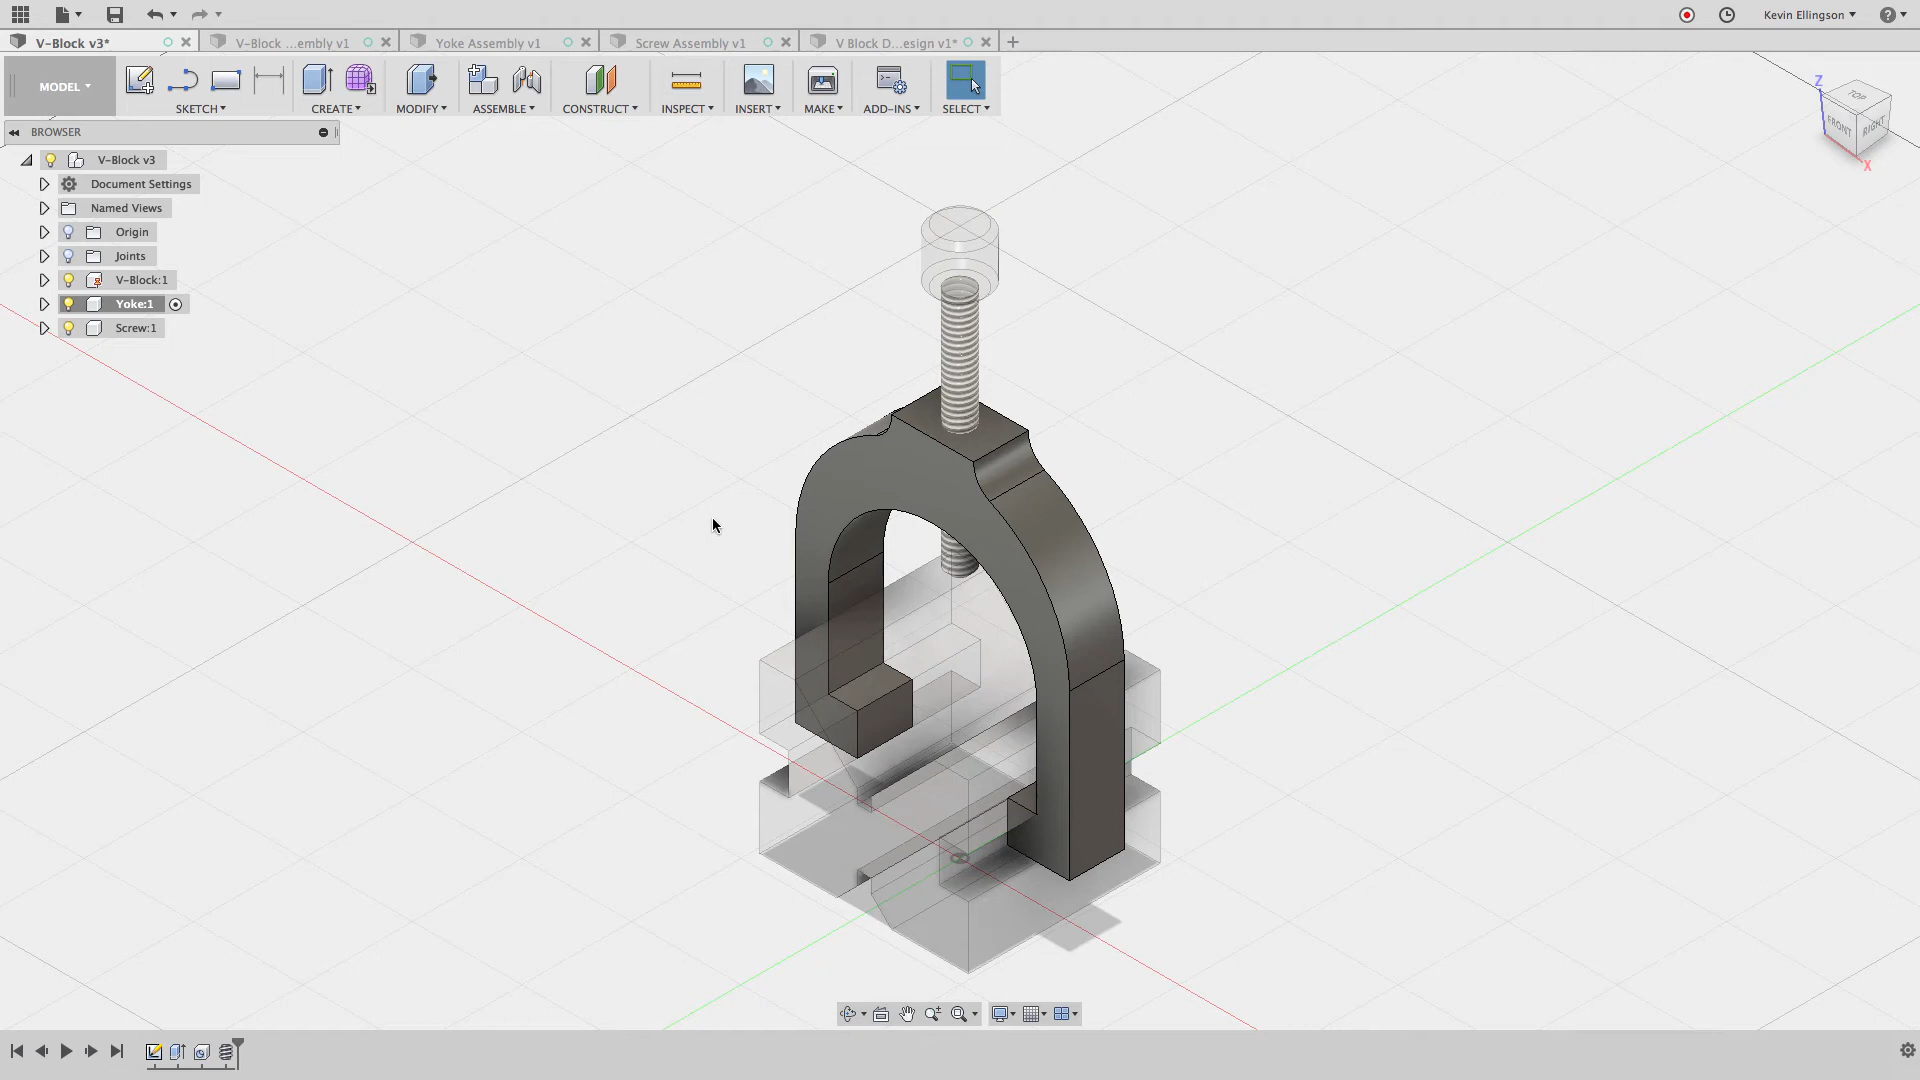 Kevin Ellingson
V-Block v3*
V-Block ...embly v1
Yoke Assembly v1
Screw Assembly v1
V Block D...esign v1*
MODEL
SKETCH
CREATE
MODIFY
ASSEMBLE
CONSTRUCT
INSPECT
INSERT
MAKE
ADD-INS
SELECT
BROWSER
V-Block v3
Document Settings
Named Views
Origin
Joints
V-Block:1
Yoke:1
Screw:1
Z
TOP
FRONT
RIGHT
X